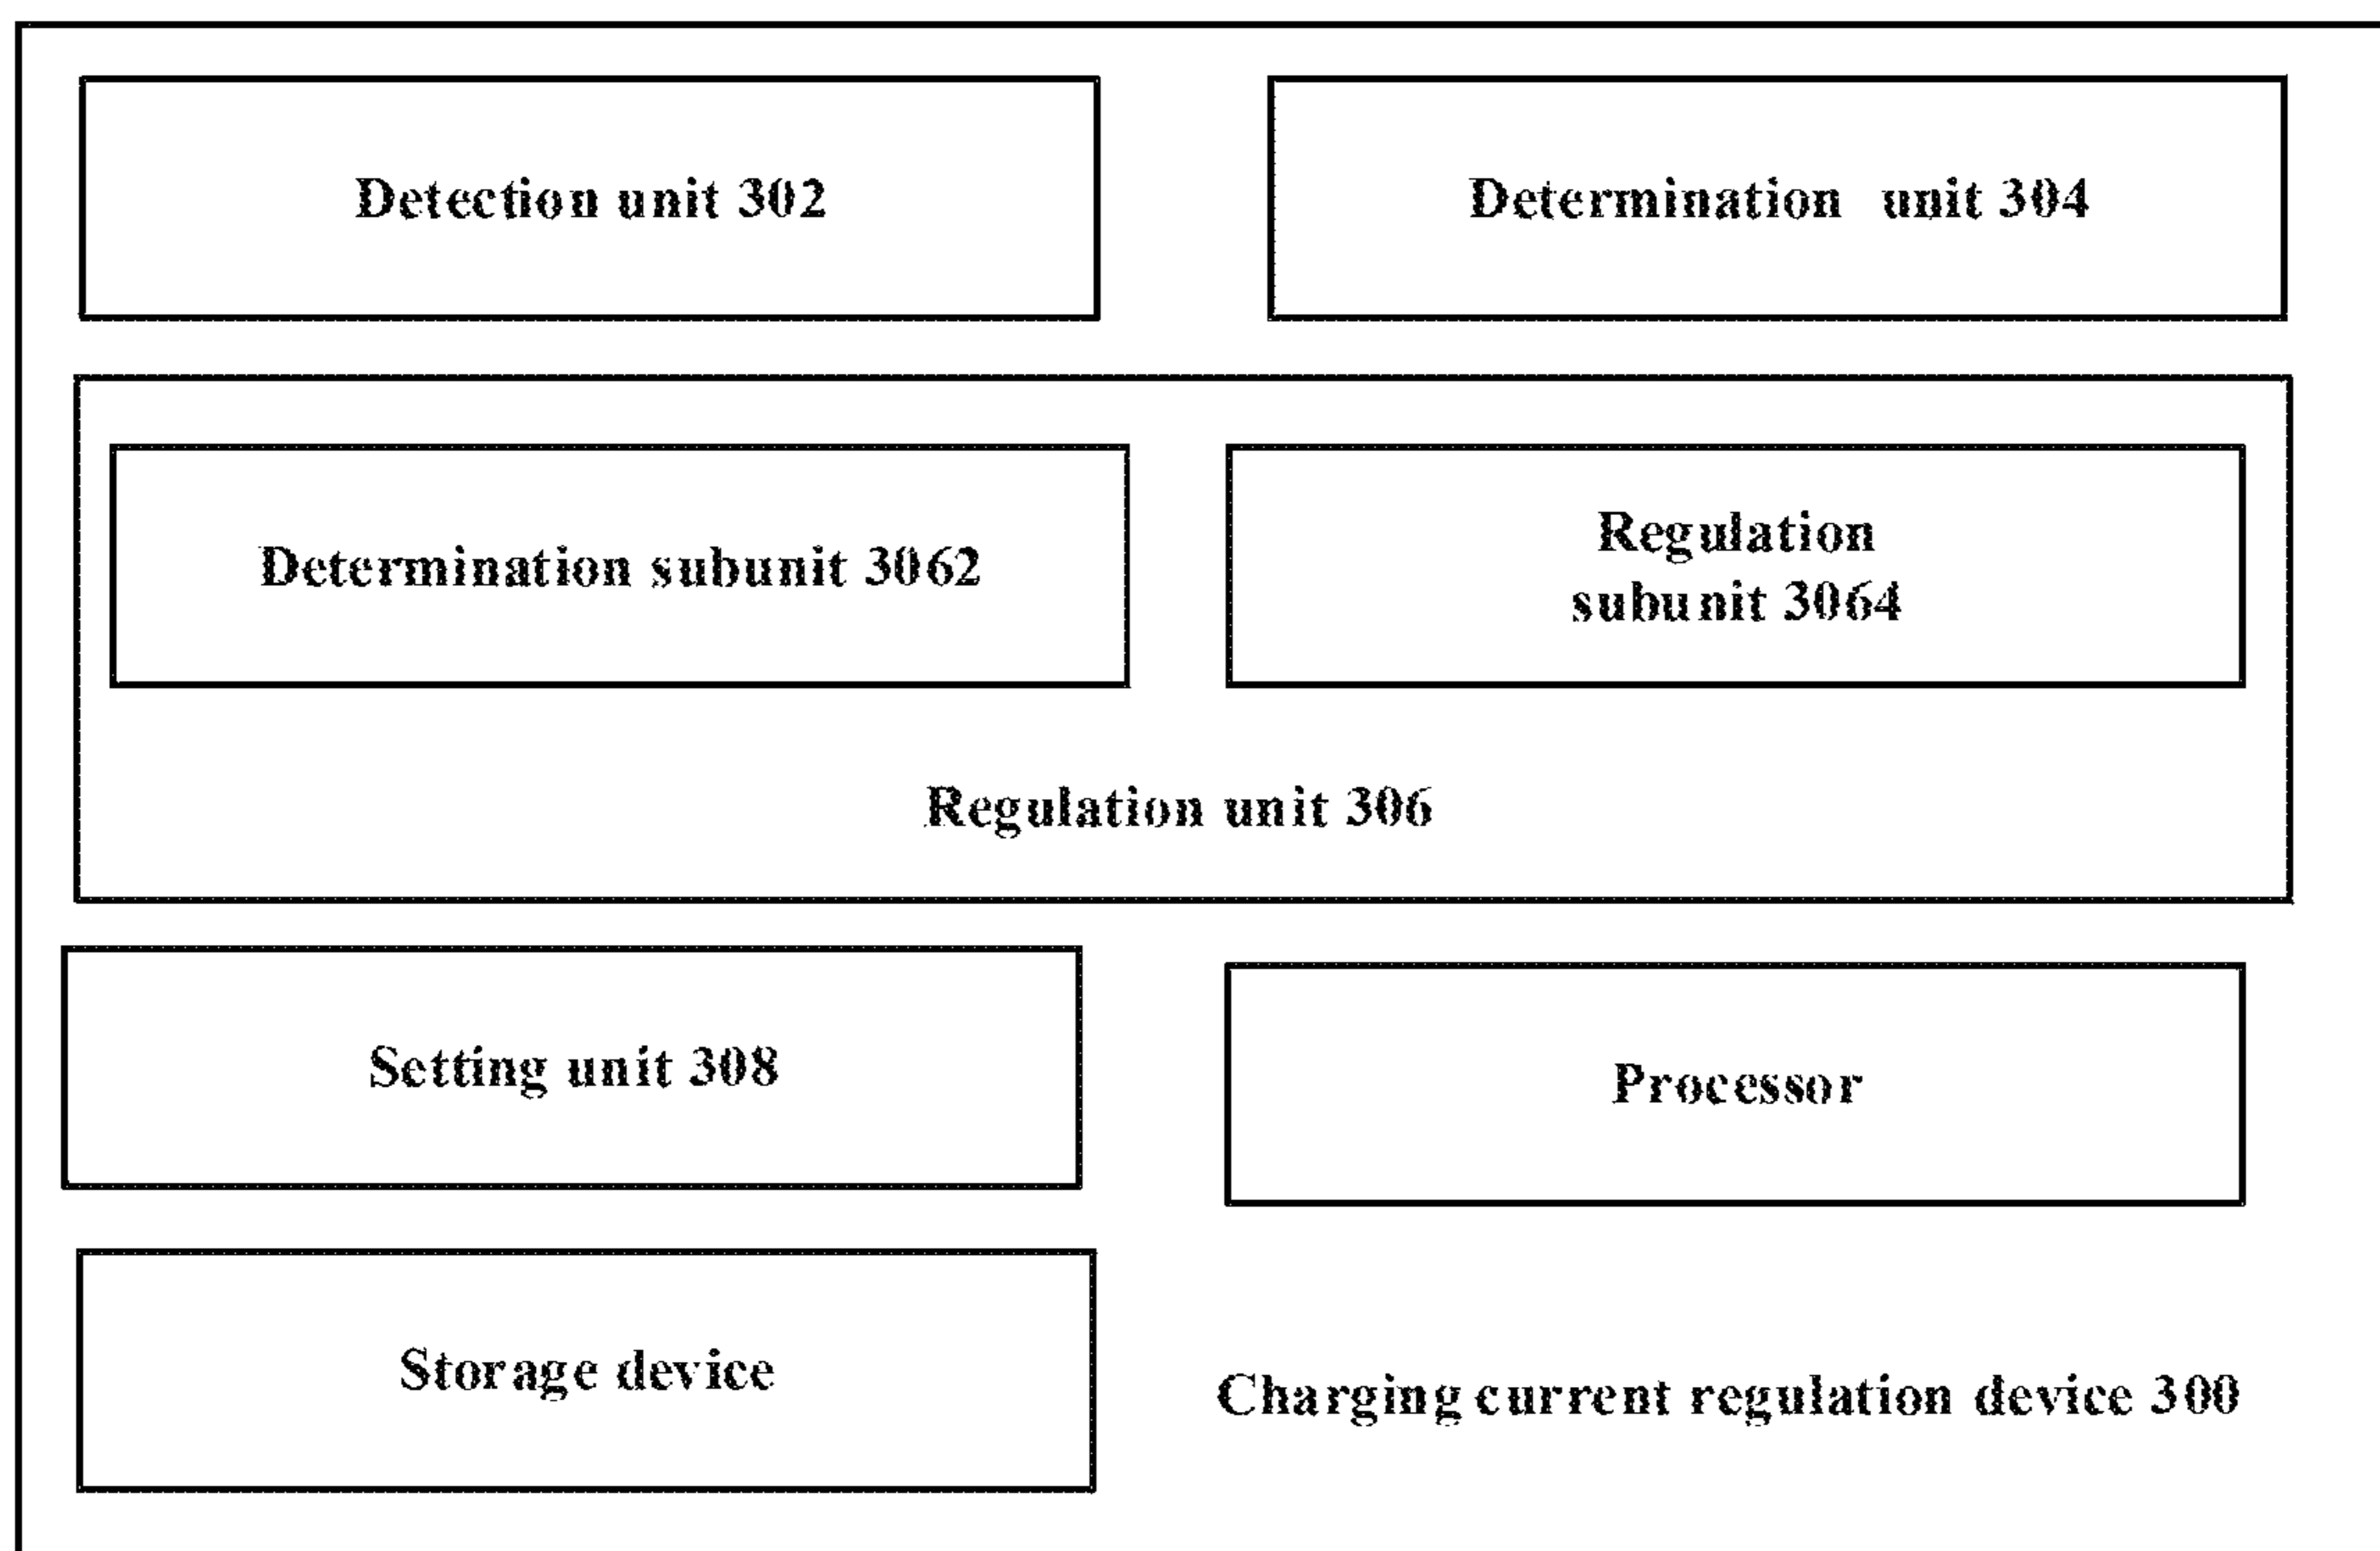 Detection unit 302
Determination unit 304
Determination subunit 3062
Regulation
subunit 3064
Regulation unit 306
Setting unit 308
Processor
Storage device
Charging current regulation device 300